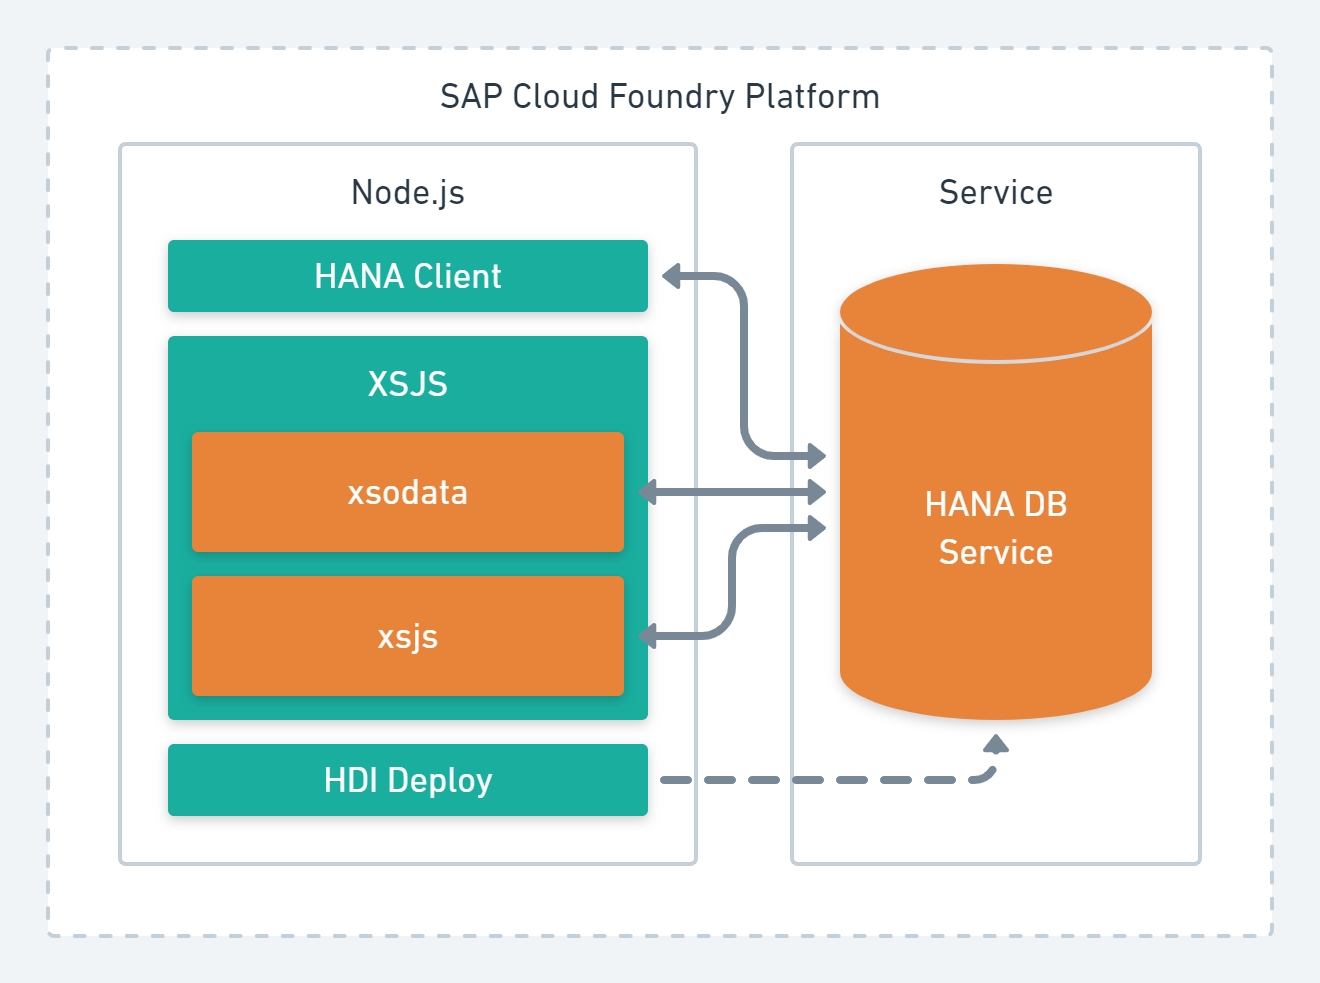 SAP Cloud Foundry Platform
Node.js
HANA Client
XSJS
xsodata
xsjs
HDI Deploy
Service
HANA DB
Service